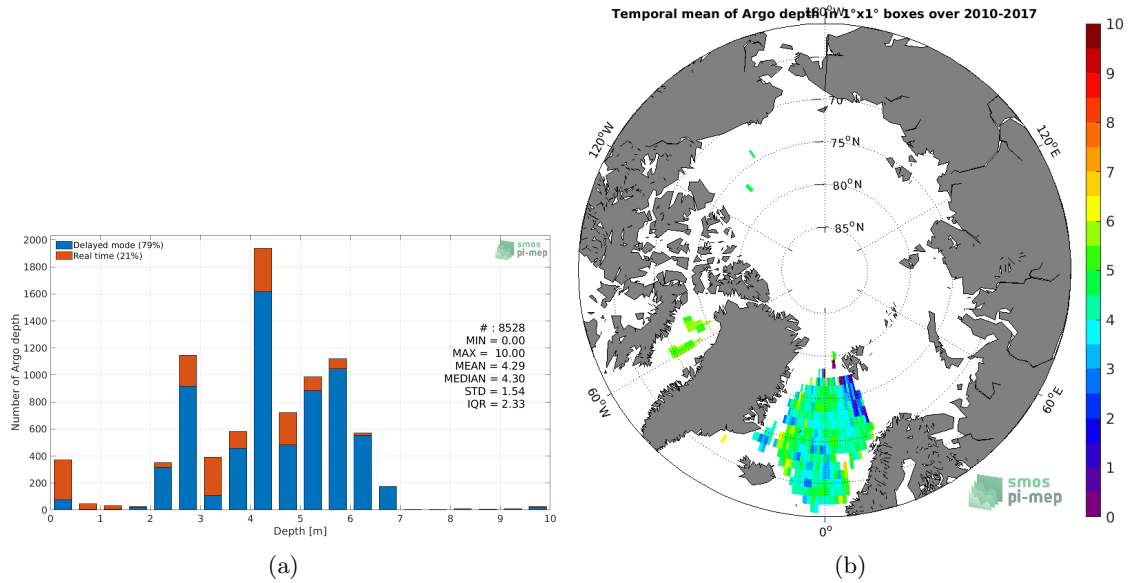 Temporal mean of Argo depth in 1°x1° boxes over 2010-2017
180°W
120°W
120°E
60°W
60°E
0°
70°N
75°N
80°N
85°N
10
9
8
7
6
5
4
3
2
1
0
smos
pi-mep
Number of Argo depth
2000
1800
1600
1400
1200
1000
800
600
400
200
0
Delayed mode (79%)
Real time (21%)
smos
pi-mep
# : 8528
MIN = 0.00
MAX = 10.00
MEAN = 4.29
MEDIAN = 4.30
STD = 1.54
IQR = 2.33
0 1 2 3 4 5 6 7 8 9 10
Depth [m]
(a)
(b)